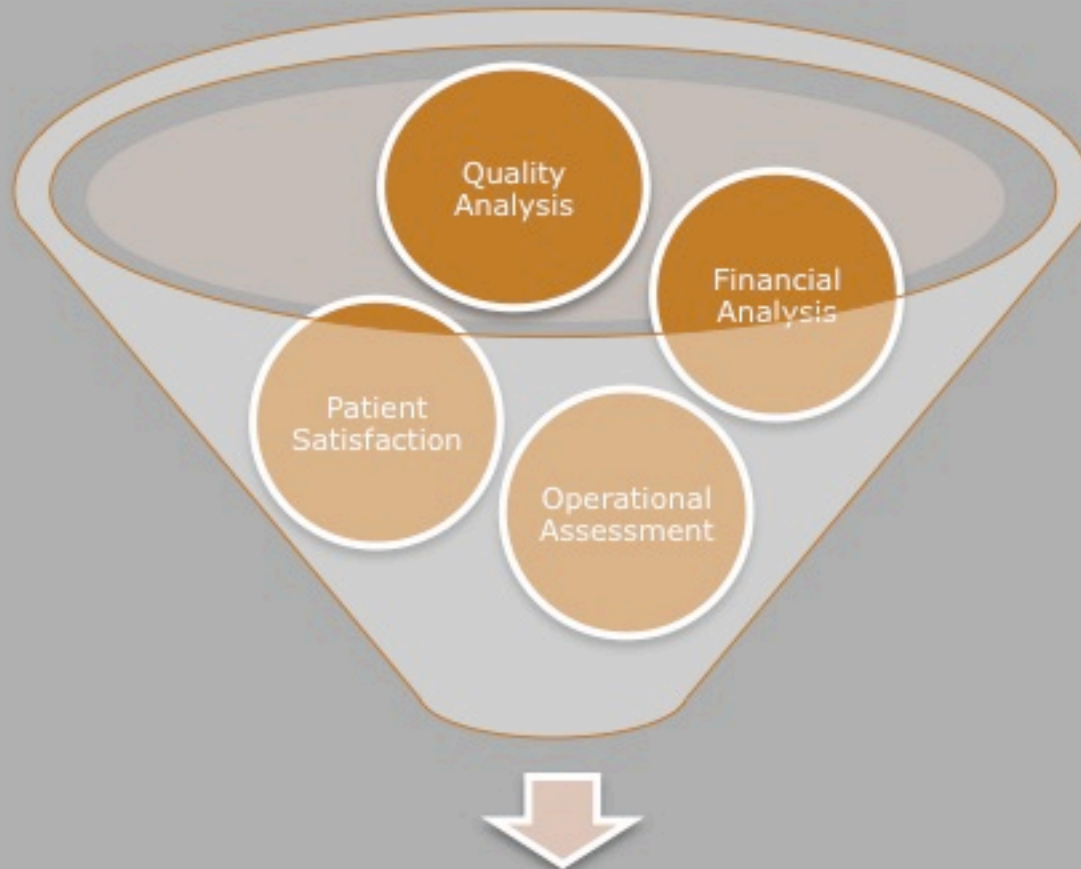 Quality
Analysis
Financial
Analysis
Patient
Satisfaction
Operational
Assessment